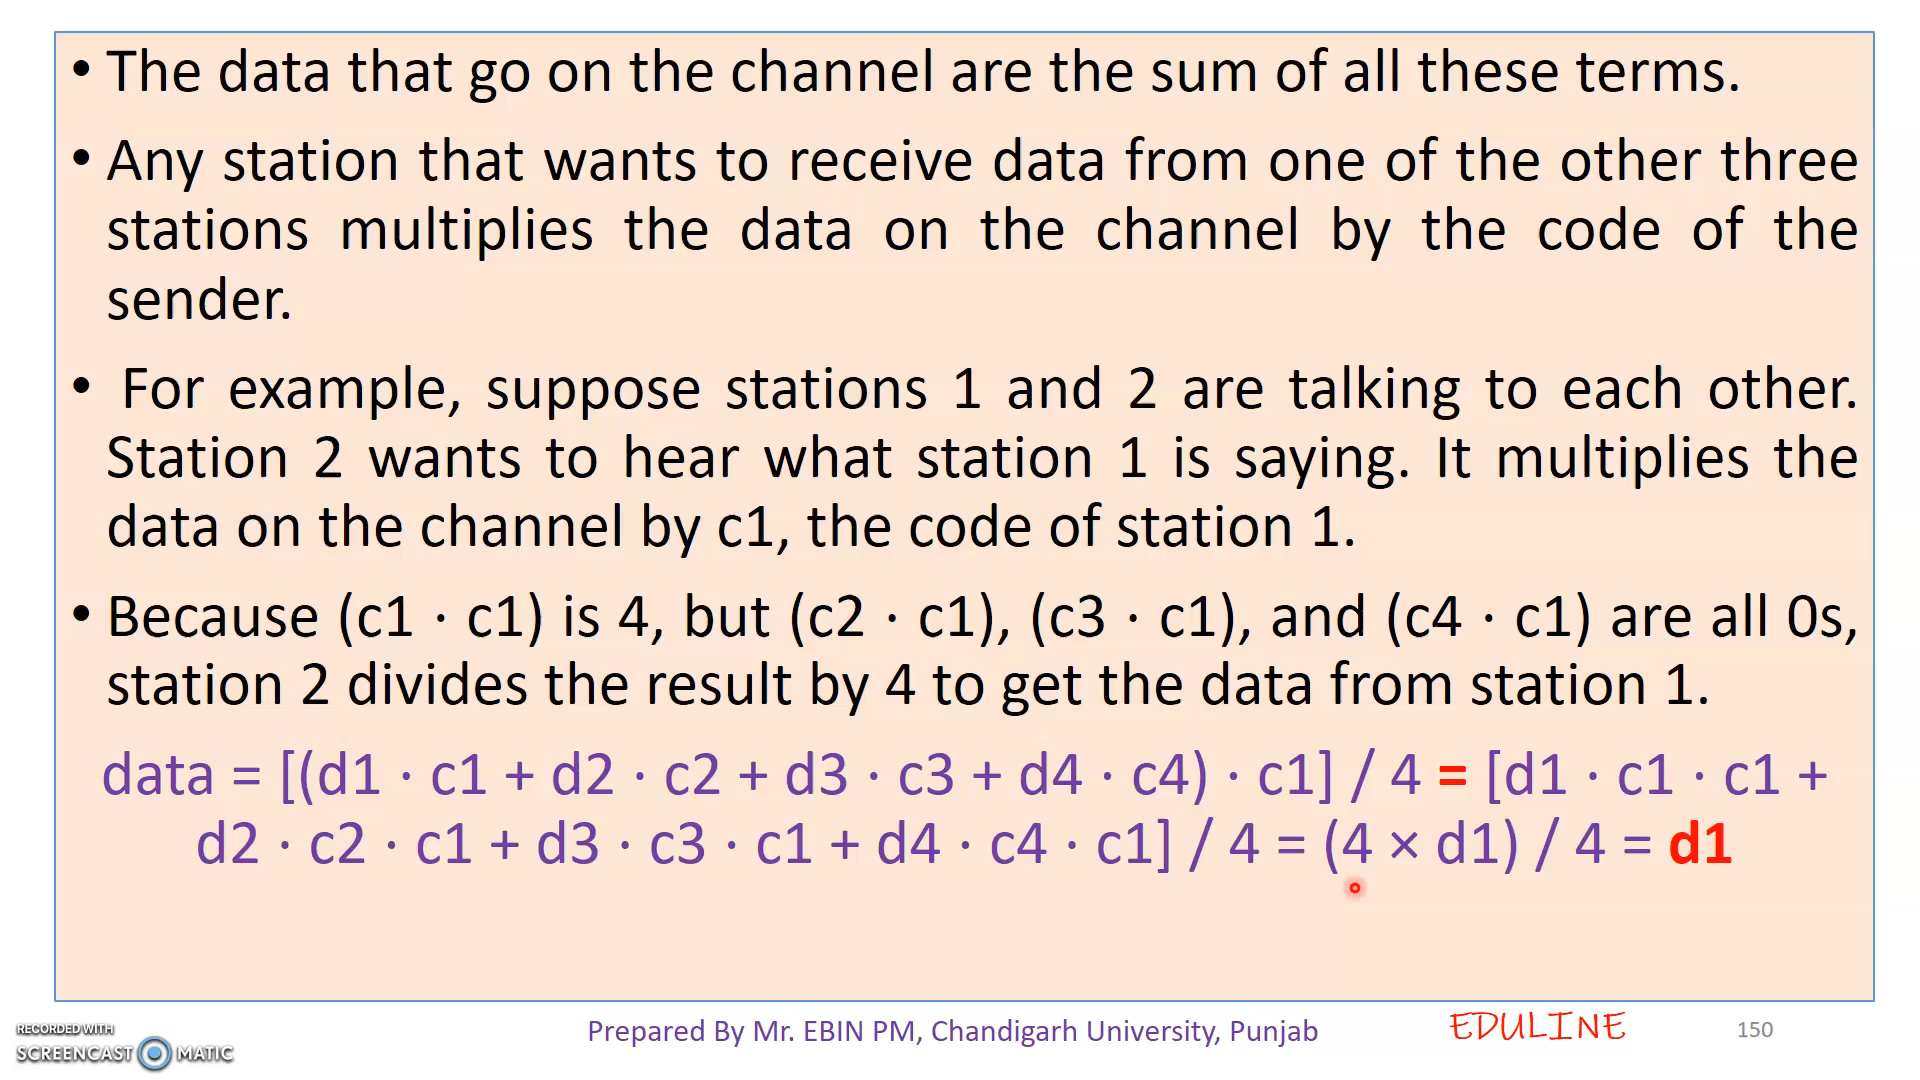 • The data that go on the channel are the sum of all these terms.
• Any station that wants to receive data from one of the other three
stations multiplies the data on the channel by the code of the
sender.
• For example, suppose stations 1 and 2 are talking to each other.
Station 2 wants to hear what station 1 is saying. It multiplies the
data on the channel by c1, the code of station 1.
• Because (c1 · c1) is 4, but (c2 · c1), (c3 · c1), and (c4 · c1) are all 0s,
station 2 divides the result by 4 to get the data from station 1.
data = [(d1 · c1 + d2 · c2 + d3 · c3 + d4 · c4) · c1] / 4 = [d1 · c1 · c1 +
d2 · c2 · c1 + d3 · c3 · c1 + d4 · c4 · c1] / 4 = (4 × d1) / 4 = d1
Prepared By Mr. EBIN PM, Chandigarh University, Punjab
EDULINE
150
RECORDED WITH
SCREENCAST MATIC